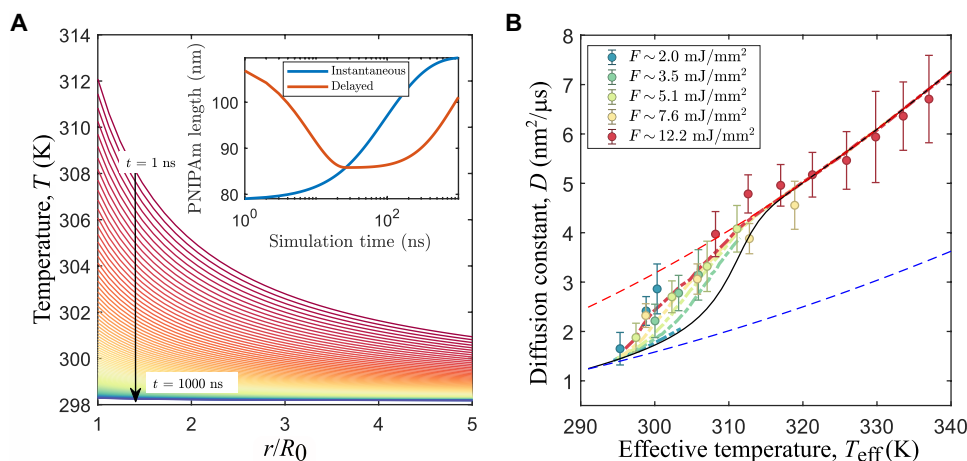 A
Temperature, T (K)
314
312
310
308
306
304
302
300
298
1
2
3
4
5
r/R0
t = 1 ns
t = 1000 ns
PNIPAm length (nm)
100
90
80
10^0
10^2
Simulation time (ns)
Instantaneous
Delayed
B
Diffusion constant, D (nm²/μs)
8
7
6
5
4
3
2
1
290
300
310
320
330
340
Effective temperature, Teff (K)
F ∼ 2.0 mJ/mm²
F ∼ 3.5 mJ/mm²
F ∼ 5.1 mJ/mm²
F ∼ 7.6 mJ/mm²
F ∼ 12.2 mJ/mm²